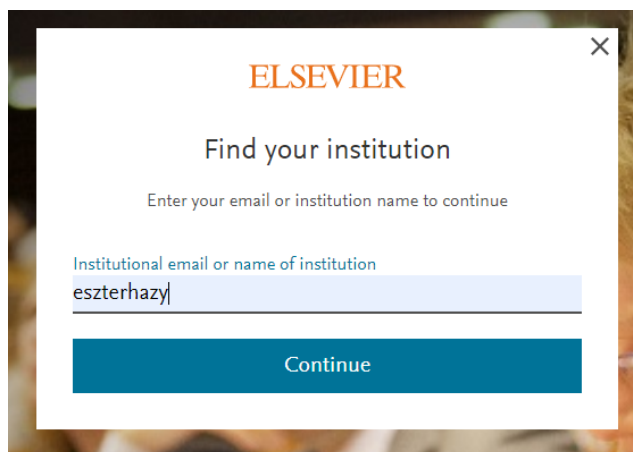 ELSEVIER
Find your institution
Enter your email or institution name to continue
Institutional email or name of institution
eszterhazy
Continue